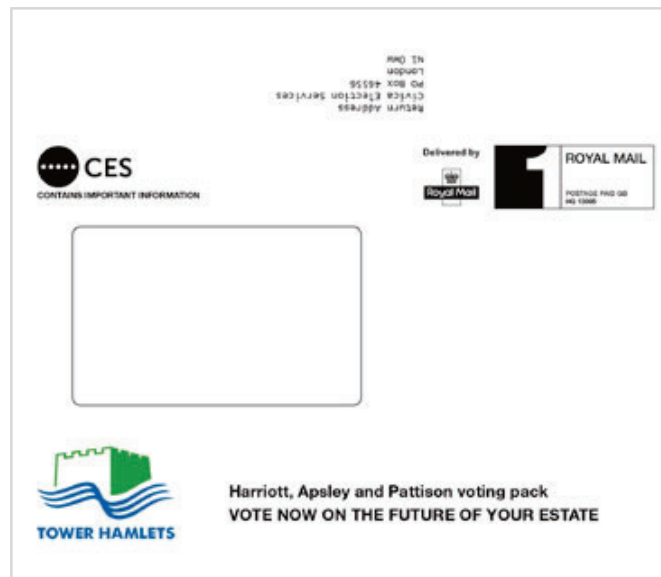 Return Address
Civica Election Services
PO Box 46556
London
N1 0WW
CES
CONTAINS IMPORTANT INFORMATION
Delivered by
Royal Mail
1
ROYAL MAIL
POSTAGE PAID GB
TOWER HAMLETS
Harriott, Apsley and Pattison voting pack
VOTE NOW ON THE FUTURE OF YOUR ESTATE